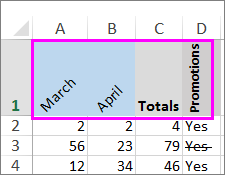 A B C D
1 March April Totals Promotions
2 2 2 4 Yes
3 56 23 79 Yes
4 12 34 46 Yes